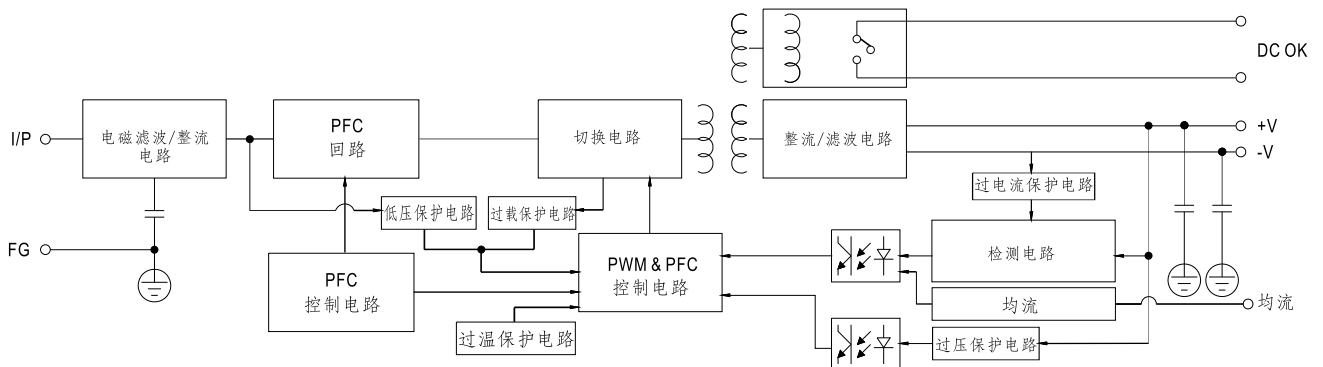 DC OK
I/P
电磁滤波/整流
电路
PFC
回路
切换电路
整流/滤波电路
+V
-V
过电流保护电路
低压保护电路
过载保护电路
FG
PFC
控制电路
PWM & PFC
控制电路
检测电路
均流
均流
过温保护电路
过压保护电路